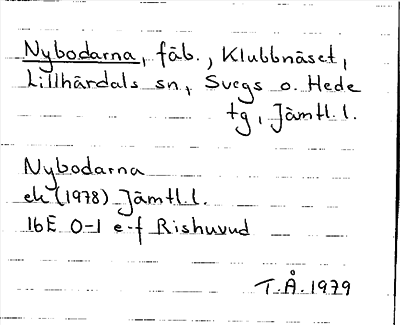 Nybodarna, fäb., Klubbnäset,
Lillhärdals sn, Svegs o. Hede
tg, Jämtl. l.
Nybodarna
ek (1978) Jämtl. l.
16E 0-1 e-f Rishuvud
T.Å. 1979